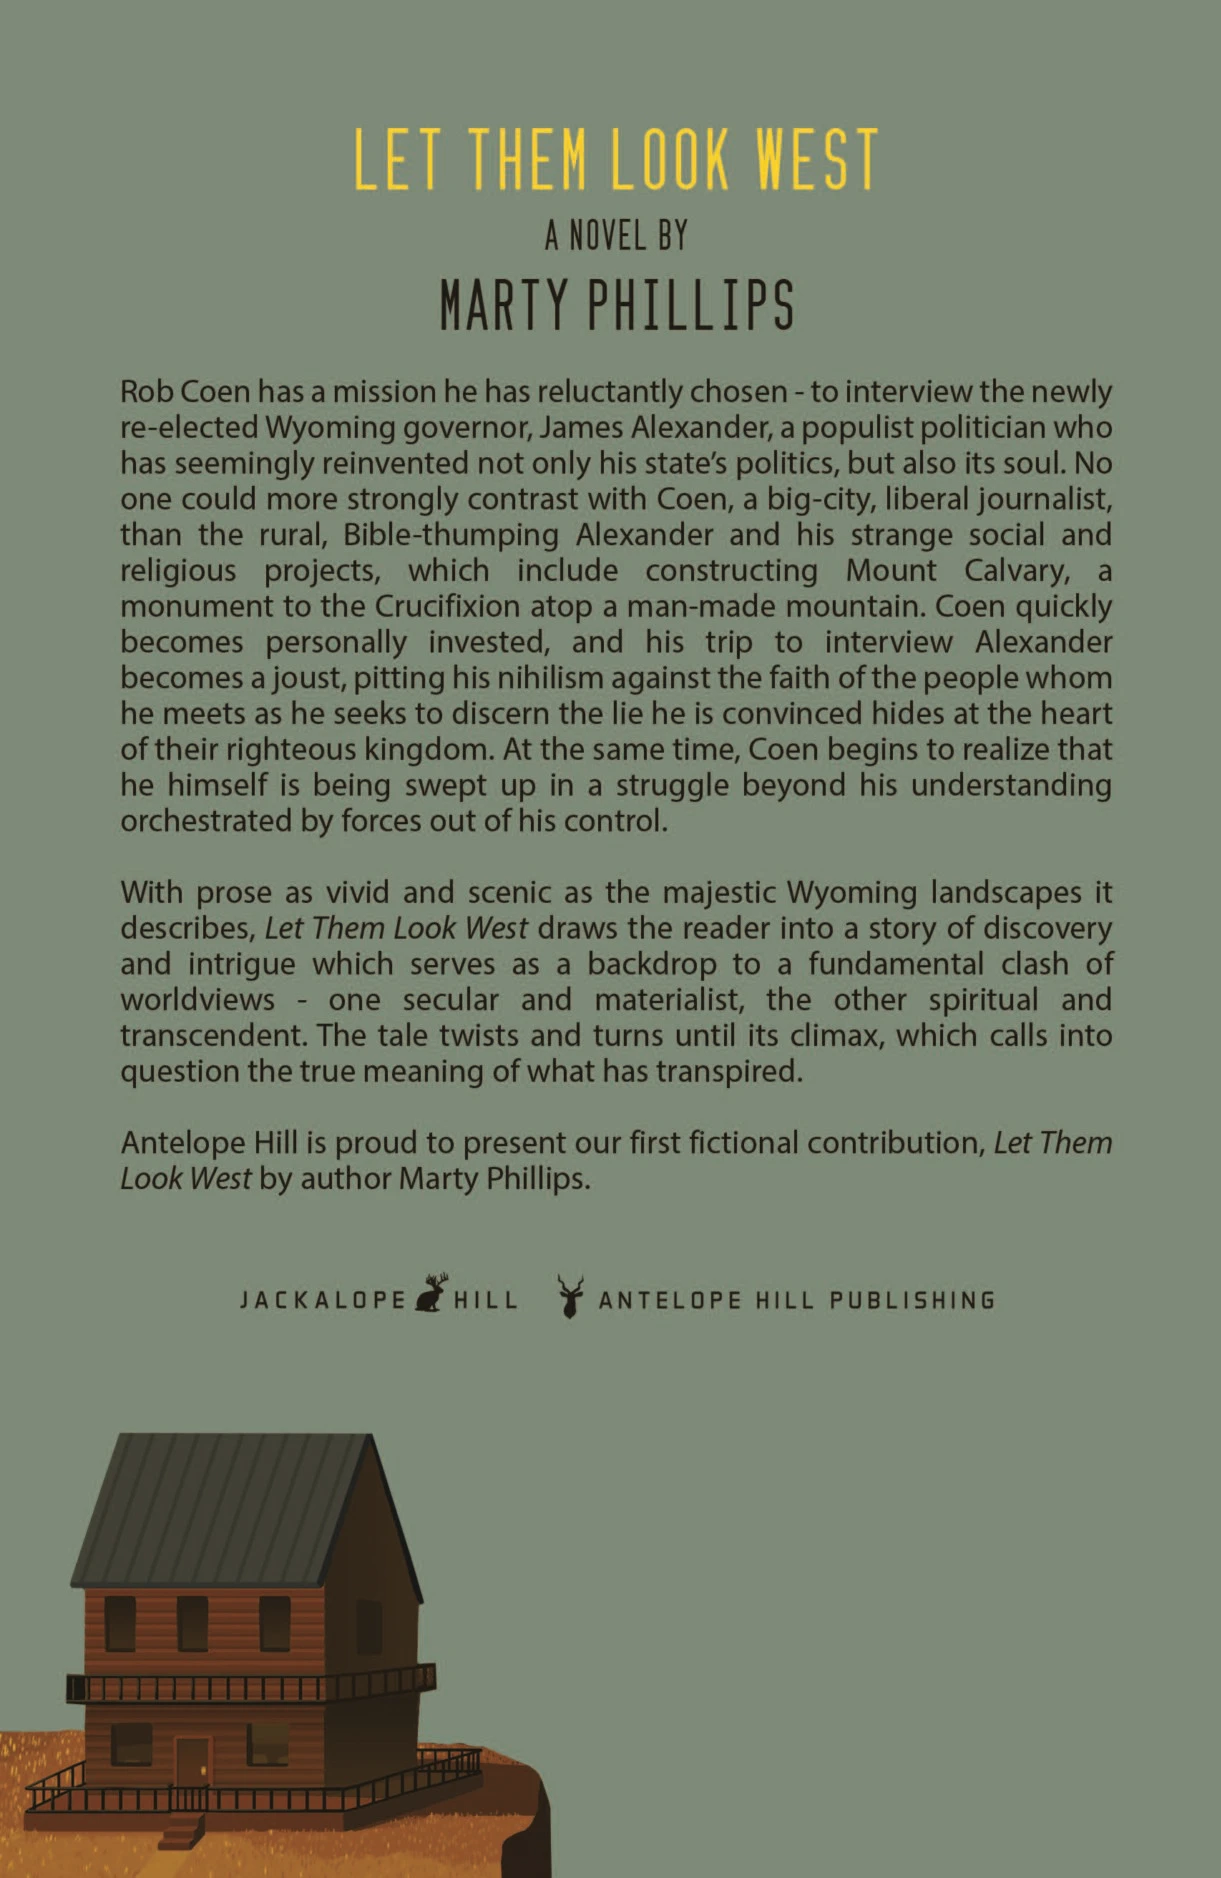 LET THEM LOOK WEST
A NOVEL BY
MARTY PHILLIPS
Rob Coen has a mission he has reluctantly chosen - to interview the newly
re-elected Wyoming governor, James Alexander, a populist politician who
has seemingly reinvented not only his state's politics, but also its soul. No
one could more strongly contrast with Coen, a big-city, liberal journalist,
than the rural, Bible-thumping Alexander and his strange social and
religious projects, which include constructing Mount Calvary, a
monument to the Crucifixion atop a man-made mountain. Coen quickly
becomes personally invested, and his trip to interview Alexander
becomes a joust, pitting his nihilism against the faith of the people whom
he meets as he seeks to discern the lie he is convinced hides at the heart
of their righteous kingdom. At the same time, Coen begins to realize that
he himself is being swept up in a struggle beyond his understanding
orchestrated by forces out of his control.
With prose as vivid and scenic as the majestic Wyoming landscapes it
describes, Let Them Look West draws the reader into a story of discovery
and intrigue which serves as a backdrop to a fundamental clash of
worldviews - one secular and materialist, the other spiritual and
transcendent. The tale twists and turns until its climax, which calls into
question the true meaning of what has transpired.
Antelope Hill is proud to present our first fictional contribution, Let Them
Look West by author Marty Phillips.
JACKALOPE HILL ANTELOPE HILL PUBLISHING